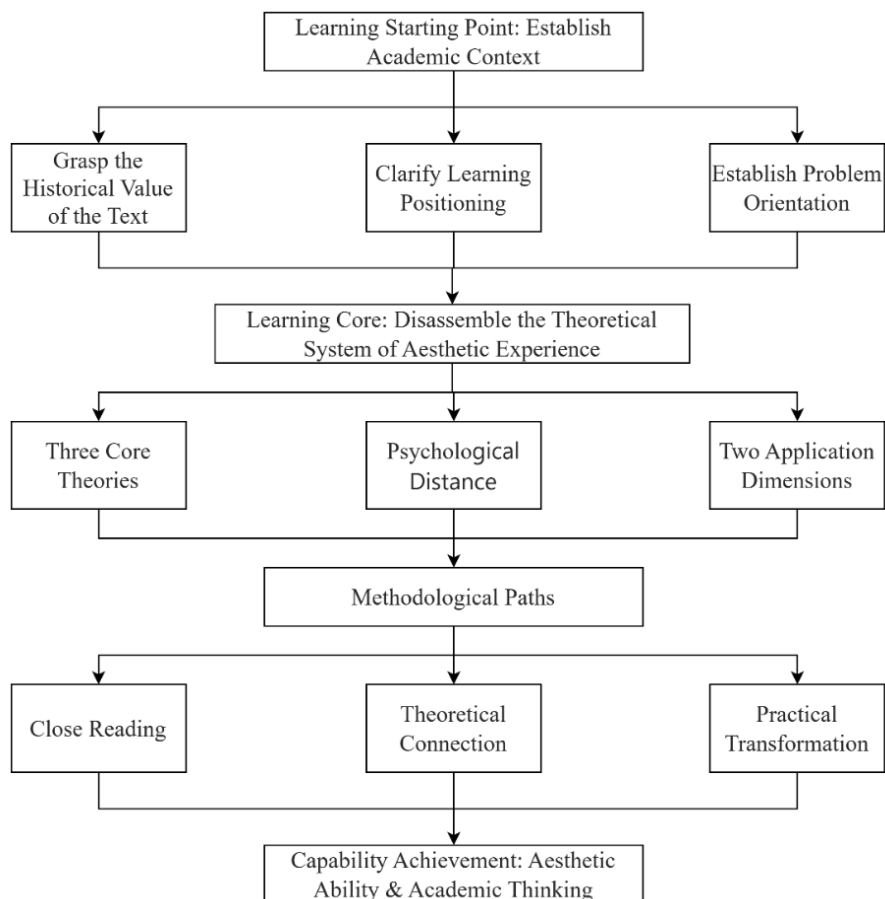 Learning Starting Point: Establish
Academic Context
Grasp the
Historical Value
of the Text
Clarify Learning
Positioning
Establish Problem
Orientation
Learning Core: Disassemble the Theoretical
System of Aesthetic Experience
Three Core
Theories
Psychological
Distance
Two Application
Dimensions
Methodological Paths
Close Reading
Theoretical
Connection
Practical
Transformation
Capability Achievement: Aesthetic
Ability & Academic Thinking